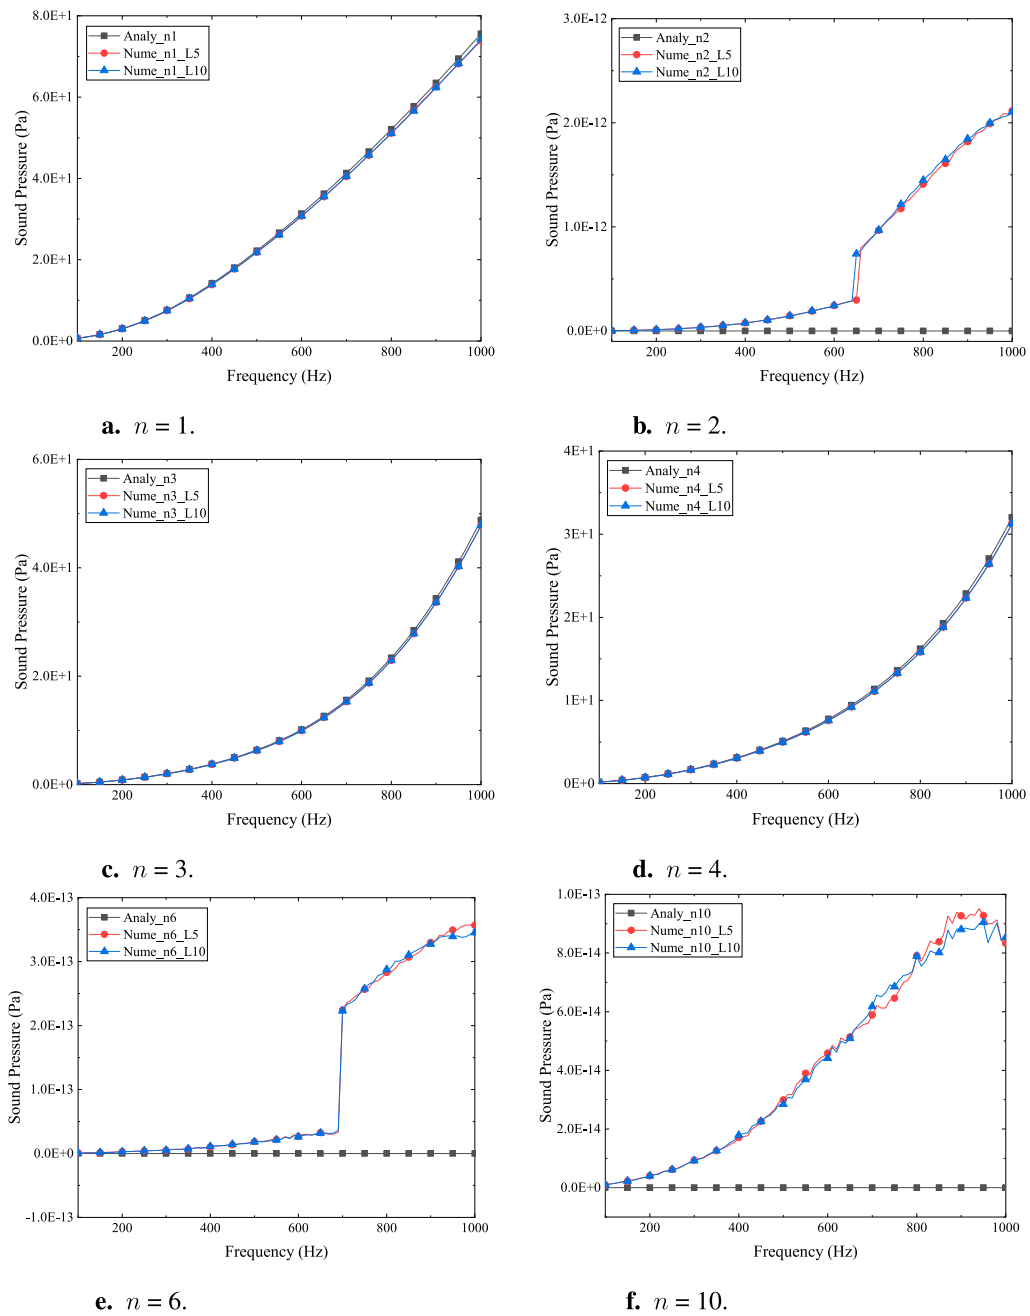 8.0E+1
6.0E+1
4.0E+1
2.0E+1
0.0E+0
Sound Pressure (Pa)
Analy_n1
Nume_n1_L5
Nume_n1_L10
200 400 600 800 1000
Frequency (Hz)
a. n = 1.
3.0E-12
2.0E-12
1.0E-12
0.0E+0
Sound Pressure (Pa)
Analy_n2
Nume_n2_L5
Nume_n2_L10
200 400 600 800 1000
Frequency (Hz)
b. n = 2.
6.0E+1
4.0E+1
2.0E+1
0.0E+0
Sound Pressure (Pa)
Analy_n3
Nume_n3_L5
Nume_n3_L10
200 400 600 800 1000
Frequency (Hz)
c. n = 3.
4E+1
3E+1
2E+1
1E+1
0E+0
Sound Pressure (Pa)
Analy_n4
Nume_n4_L5
Nume_n4_L10
200 400 600 800 1000
Frequency (Hz)
d. n = 4.
4.0E-13
3.0E-13
2.0E-13
1.0E-13
0.0E+0
-1.0E-13
Sound Pressure (Pa)
Analy_n6
Nume_n6_L5
Nume_n6_L10
200 400 600 800 1000
Frequency (Hz)
e. n = 6.
1.0E-13
8.0E-14
6.0E-14
4.0E-14
2.0E-14
0.0E+0
Sound Pressure (Pa)
Analy_n10
Nume_n10_L5
Nume_n10_L10
200 400 600 800 1000
Frequency (Hz)
f. n = 10.